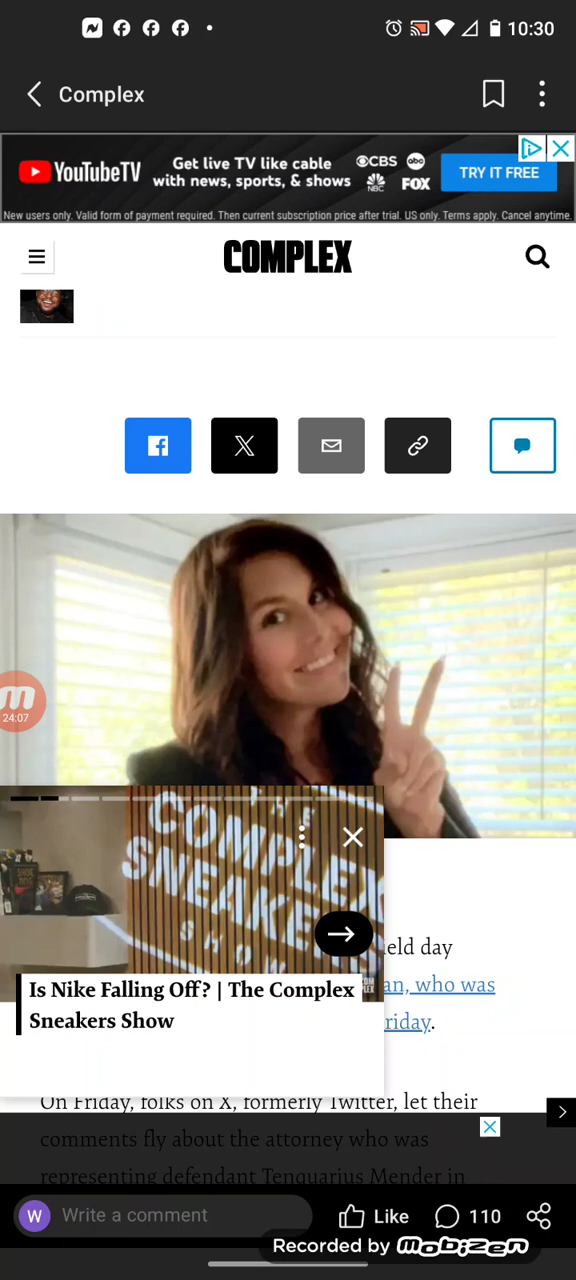 10:30
Complex
YouTubeTV
Get live TV like cable
with news, sports, & shows
CBS abc
NBC FOX
TRY IT FREE
New users only. Valid form of payment required. Then current subscription price after trial. US only. Terms apply. Cancel anytime.
COMPLEX
24:07
THE
COMPLEX
SNEAKERS
SHOW
Is Nike Falling Off? | The Complex
Sneakers Show
eld day
an, who was
riday.
On Friday, folks on X, formerly Twitter, let their
comments fly about the attorney who was
representing defendant Tenquarius Mender in
W
Write a comment
Like
110
Recorded by mobizen